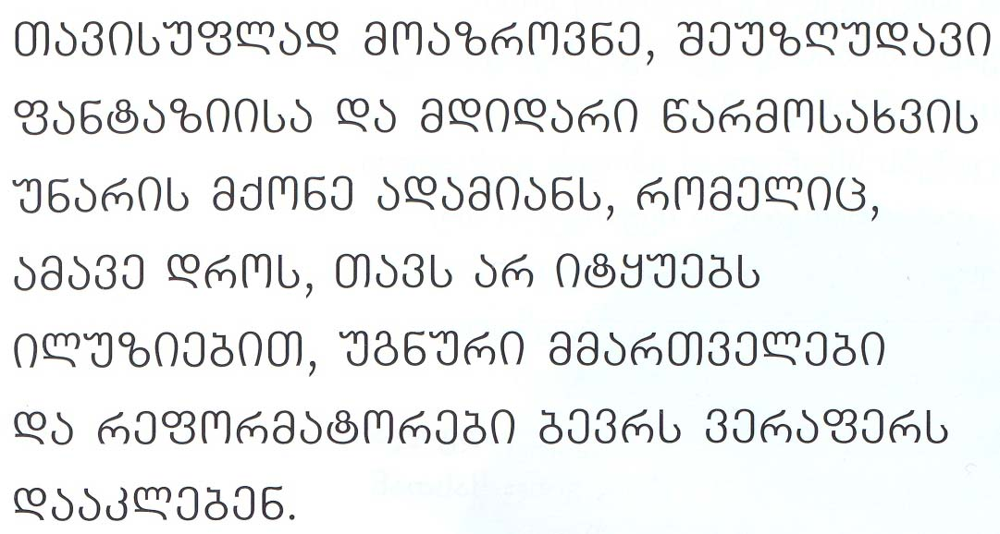 თავისუფლად მოაზროვნე, შეუზღუდავი
ფანტაზიისა და მდიდარი წარმოსახვის
უნარის მქონე ადამიანს, რომელიც,
ამავე დროს, თავს არ იტყუებს
ილუზიებით, უგნური მმართველები
და რეფორმატორები ბევრს ვერაფერს
დააკლებენ.